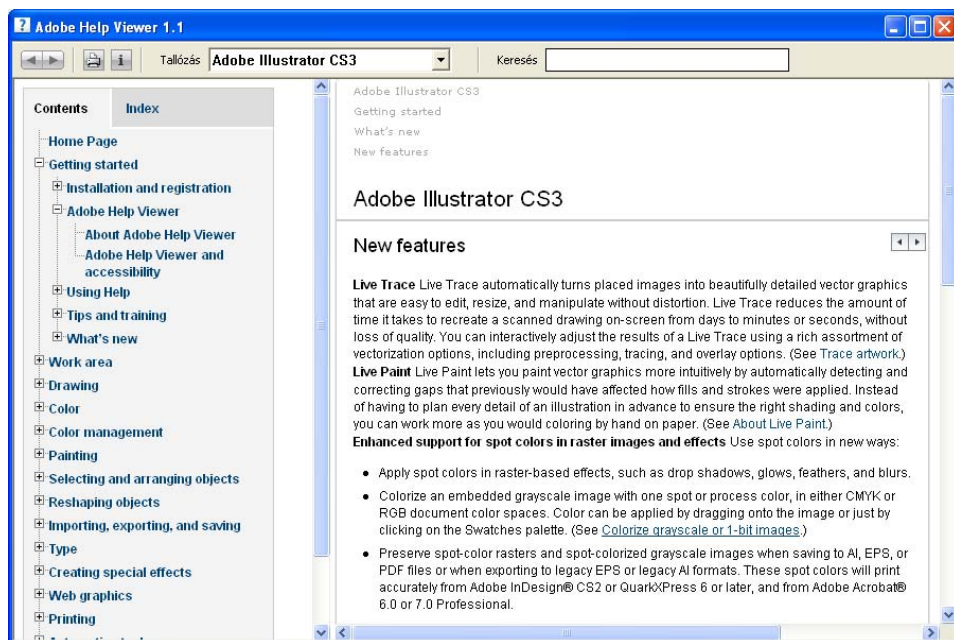 Adobe Help Viewer 1.1
Tallózás Adobe Illustrator CS3 Keresés
Contents Index
Home Page
Getting started
Installation and registration
Adobe Help Viewer
About Adobe Help Viewer
Adobe Help Viewer and
accessibility
Using Help
Tips and training
What's new
Work area
Drawing
Color
Color management
Painting
Selecting and arranging objects
Reshaping objects
Importing, exporting, and saving
Type
Creating special effects
Web graphics
Printing
Adobe Illustrator CS3
Getting started
What's new
New features
Adobe Illustrator CS3
New features
Live Trace Live Trace automatically turns placed images into beautifully detailed vector graphics
that are easy to edit, resize, and manipulate without distortion. Live Trace reduces the amount of
time it takes to recreate a scanned drawing on-screen from days to minutes or seconds, without
loss of quality. You can interactively adjust the results of a Live Trace using a rich assortment of
vectorization options, including preprocessing, tracing, and overlay options. (See Trace artwork.)
Live Paint Live Paint lets you paint vector graphics more intuitively by automatically detecting and
correcting gaps that previously would have affected how fills and strokes were applied. Instead
of having to plan every detail of an illustration in advance to ensure the right shading and colors,
you can work more as you would coloring by hand on paper. (See About Live Paint.)
Enhanced support for spot colors in raster images and effects Use spot colors in new ways:
• Apply spot colors in raster-based effects, such as drop shadows, glows, feathers, and blurs.
• Colorize an embedded grayscale image with one spot or process color, in either CMYK or
RGB document color spaces. Color can be applied by dragging onto the image or just by
clicking on the Swatches palette. (See Colorize grayscale or 1-bit images.)
• Preserve spot-color rasters and spot-colorized grayscale images when saving to AI, EPS, or
PDF files or when exporting to legacy EPS or legacy AI formats. These spot colors will print
accurately from Adobe InDesign® CS2 or QuarkXPress 6 or later, and from Adobe Acrobat®
6.0 or 7.0 Professional.